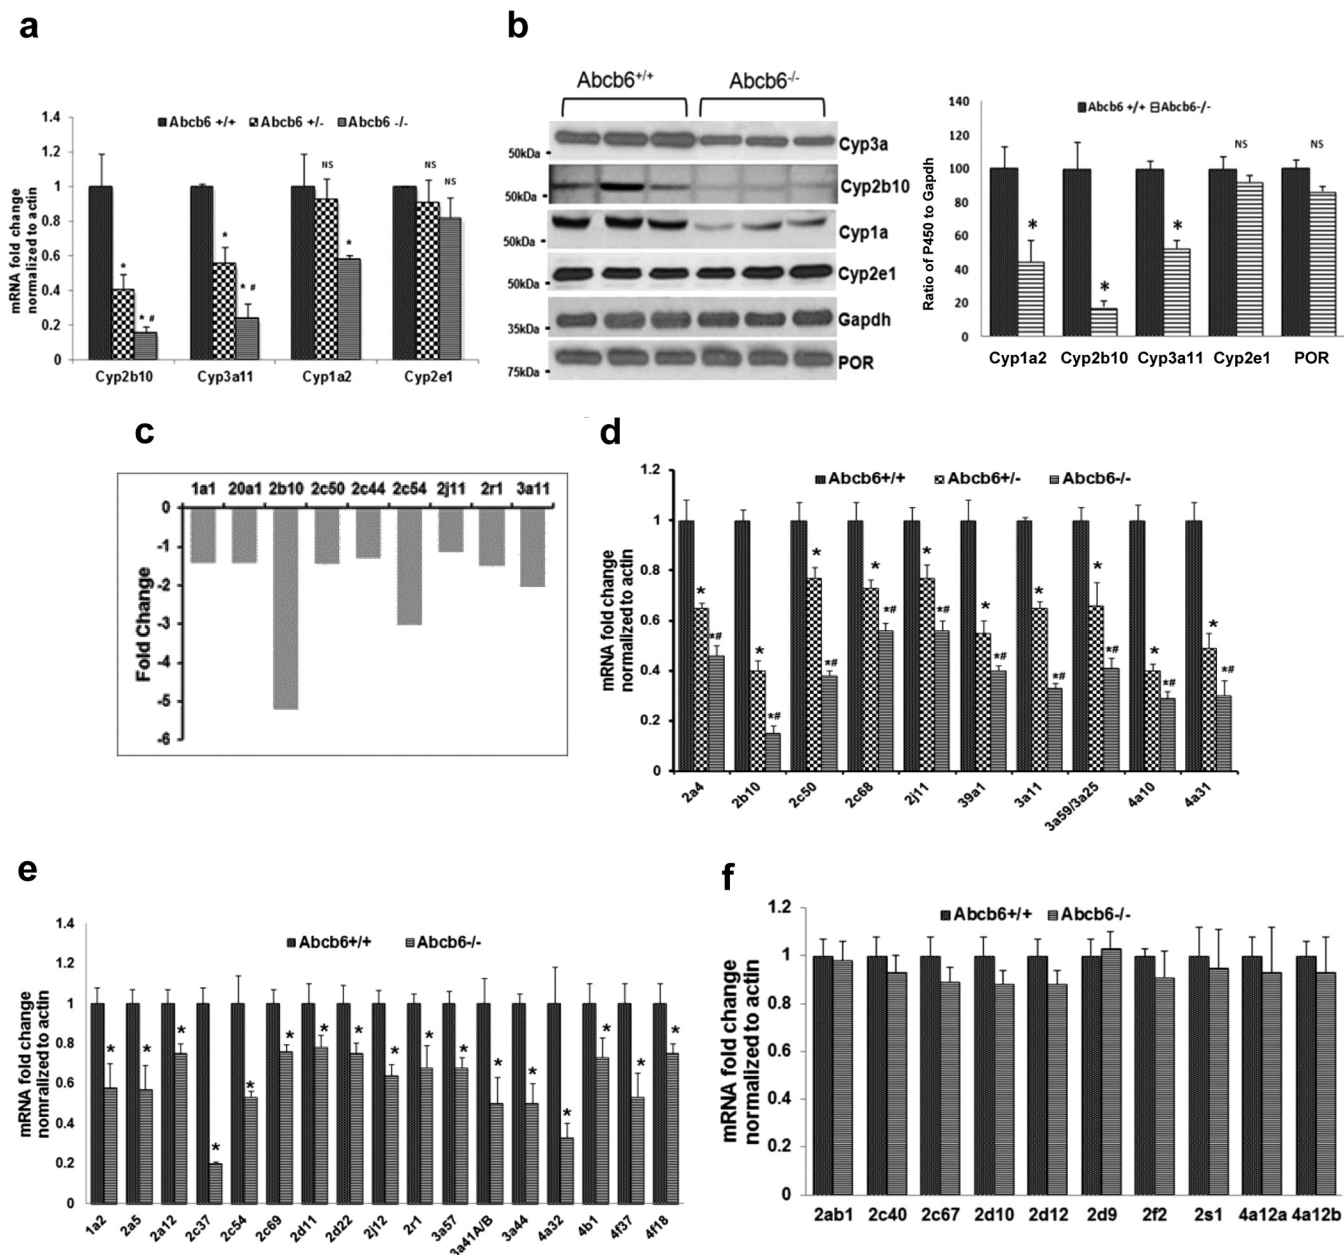 a
b
Abcb6+/+ Abcb6-/-
1.4
1.2
1
0.8
0.6
0.4
0.2
0
mRNA fold change
normalized to actin
Abcb6 +/+ Abcb6 +/- Abcb6 -/-
* * # * * # NS * NS NS
Cyp2b10 Cyp3a11 Cyp1a2 Cyp2e1
50kDa Cyp3a
50kDa Cyp2b10
50kDa Cyp1a
50kDa Cyp2e1
35kDa Gapdh
75kDa POR
140
120
100
80
60
40
20
0
Ratio of P450 to Gapdh
Abcb6 +/+ Abcb6-/-
* * * NS NS
Cyp1a2 Cyp2b10 Cyp3a11 Cyp2e1 POR
c
1a1 20a1 2b10 2c50 2c44 2c54 2j11 2r1 3a11
0
-1
-2
-3
-4
-5
-6
Fold Change
d
1.2
1
0.8
0.6
0.4
0.2
0
mRNA fold change
normalized to actin
Abcb6+/+ Abcb6+/- Abcb6-/-
* *# * *# * *# * *# * *# * *# * *# * *# * *# * *#
2a4 2b10 2c50 2c68 2j11 39a1 3a11 3a59/3a25 4a10 4a31
e
1.4
1.2
1
0.8
0.6
0.4
0.2
0
mRNA fold change
nomralized to actin
Abcb6+/+ Abcb6-/-
* * * * * * * * * * * * * * * * *
1a2 2a5 2a12 2c37 2c54 2c69 2d11 2d22 2j12 2r1 3a57 3a41A/B 3a44 4a32 4b1 4f37 4f18
f
1.2
1
0.8
0.6
0.4
0.2
0
mRNA fold change
normalized to actin
Abcb6+/+ Abcb6-/-
2ab1 2c40 2c67 2d10 2d12 2d9 2f2 2s1 4a12a 4a12b